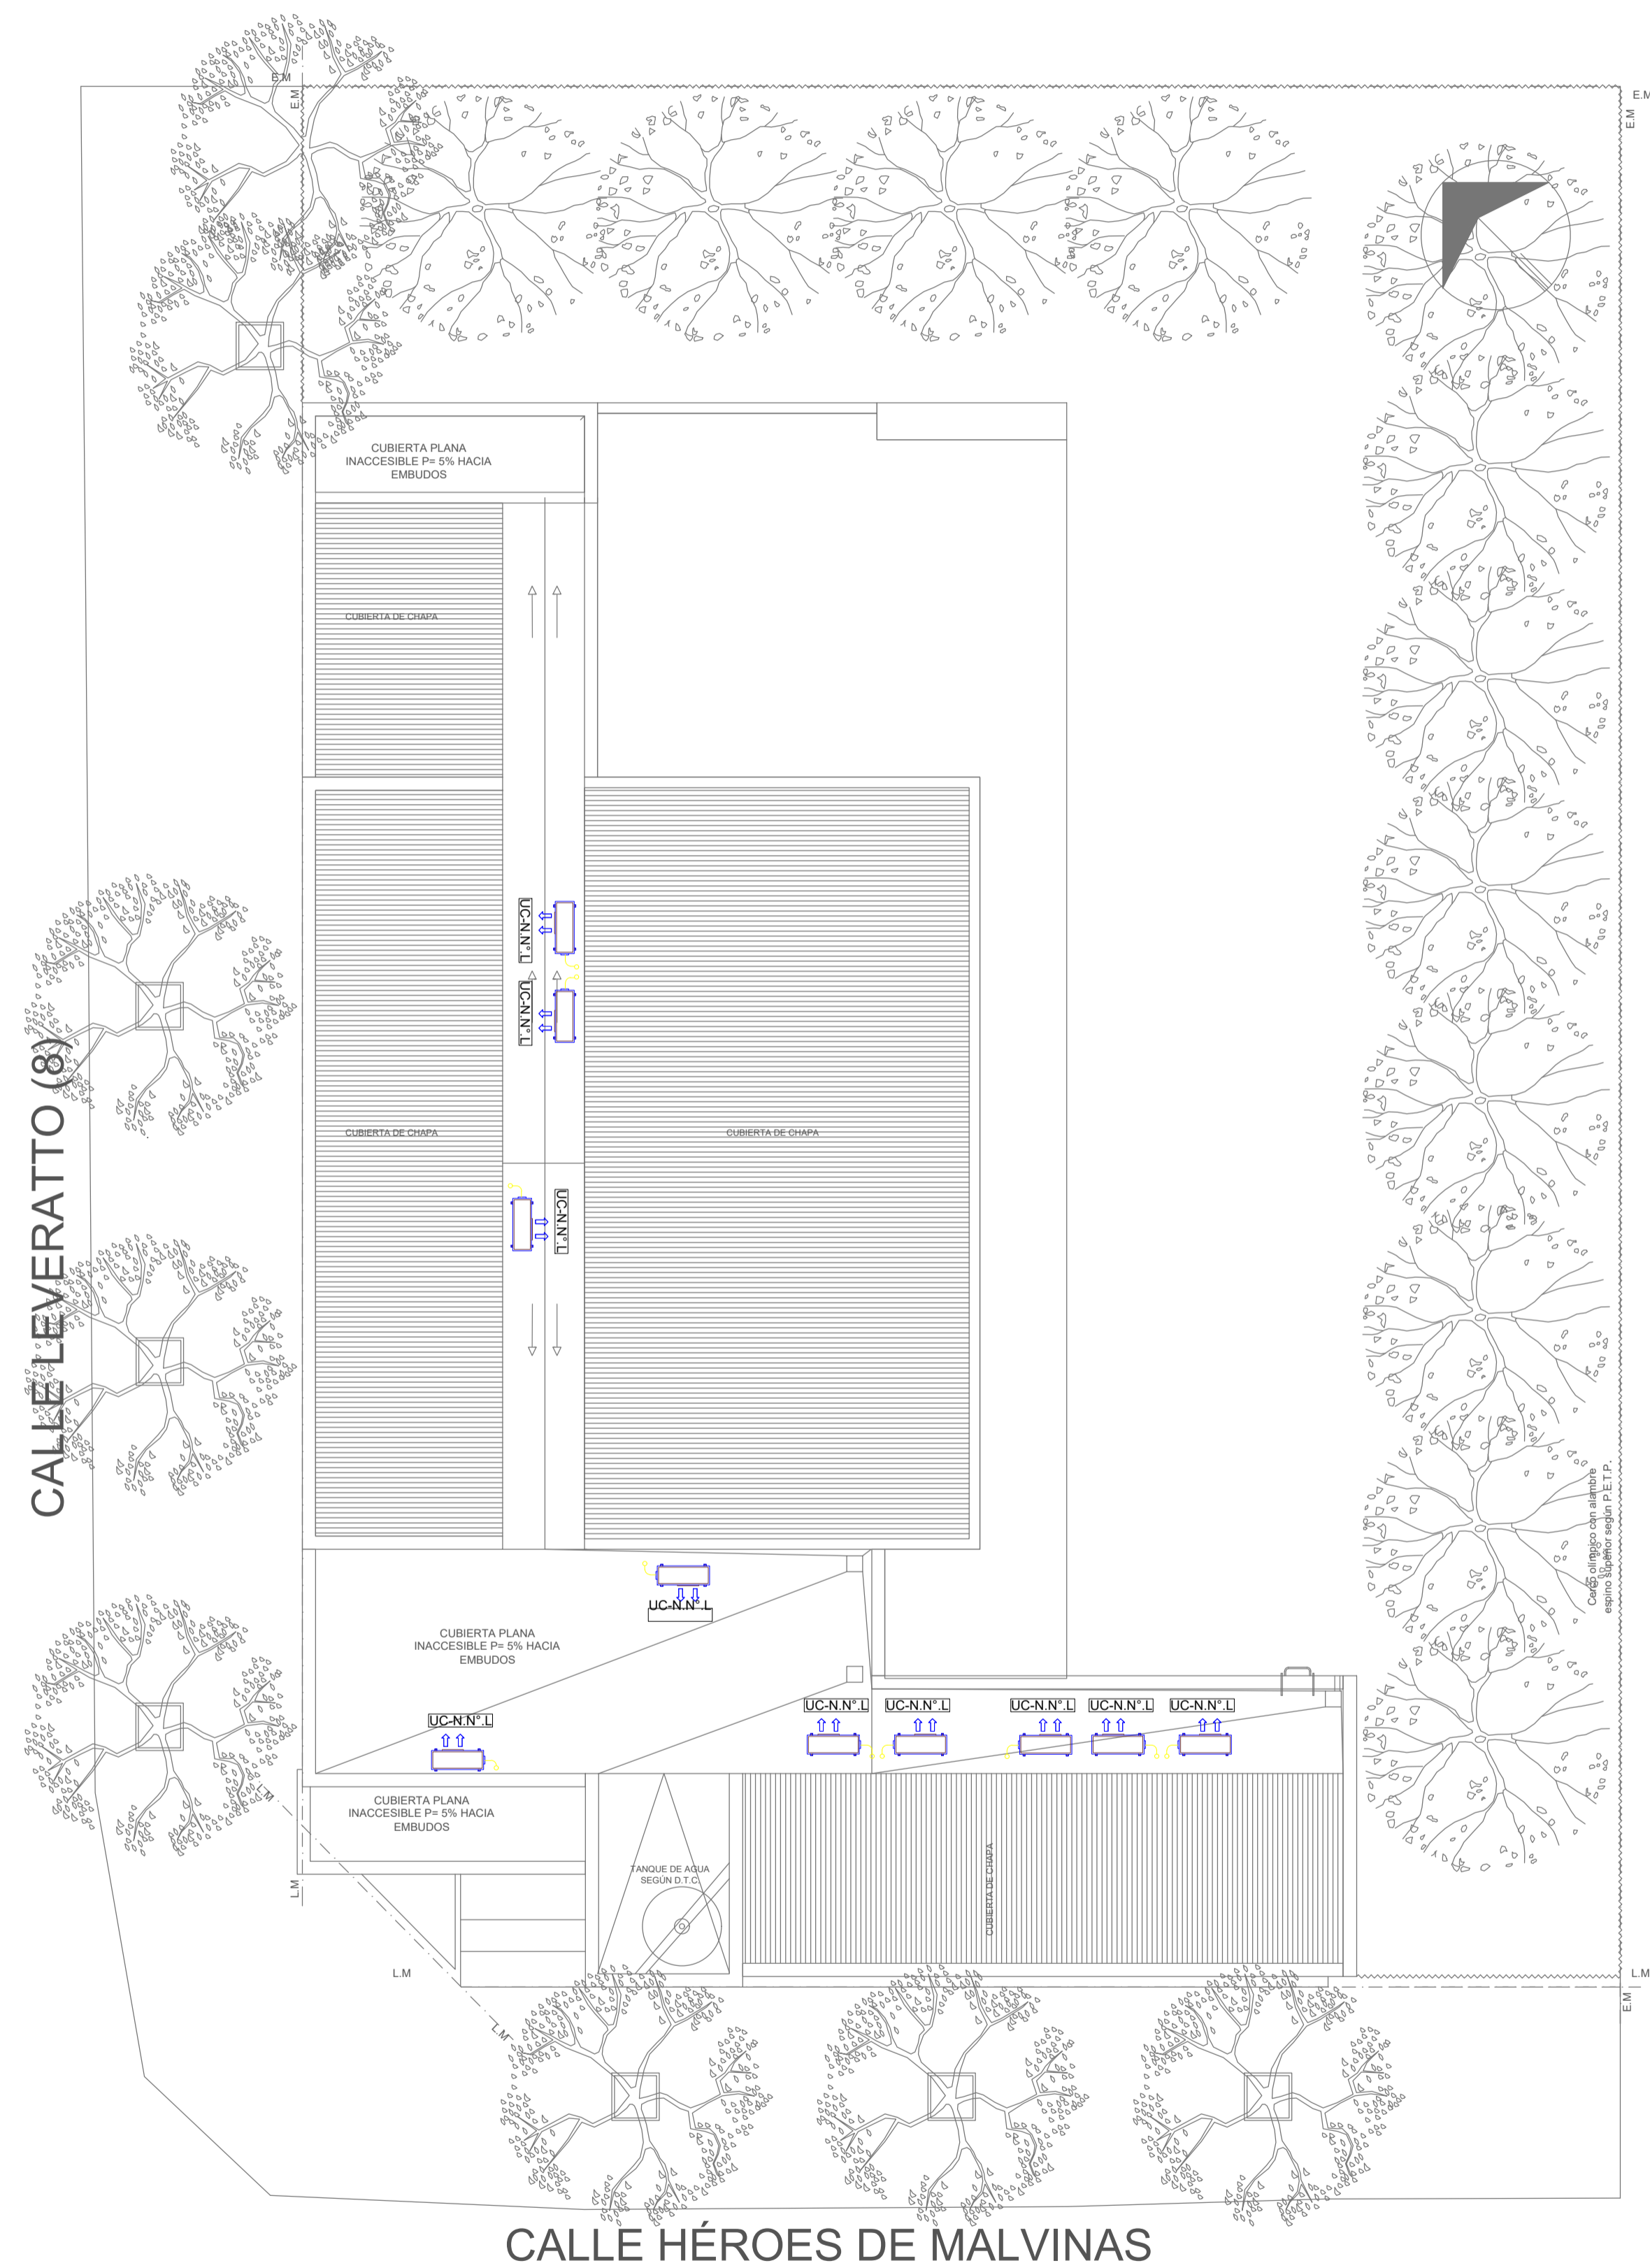 E.M
E.M
E.M
E.M
CUBIERTA PLANA
INACCESIBLE P= 5% HACIA
EMBUDOS
CUBIERTA DE CHAPA
UC-N.N°.L
UC-N.N°.L
CALLE LEVERATTO (8)
CUBIERTA DE CHAPA
CUBIERTA DE CHAPA
UC-N.N°.L
Cerco olímpico con alambre
espino superior según P.E.T.P.
UC-N.N°.L
CUBIERTA PLANA
INACCESIBLE P= 5% HACIA
EMBUDOS
UC-N.N°.L
UC-N.N°.L
UC-N.N°.L
UC-N.N°.L
UC-N.N°.L
UC-N.N°.L
L.M
CUBIERTA PLANA
INACCESIBLE P= 5% HACIA
EMBUDOS
TANQUE DE AGUA
SEGÚN D.T.C.
CUBIERTA DE CHAPA
L.M
L.M
L.M
E.M
L.M
CALLE HÉROES DE MALVINAS